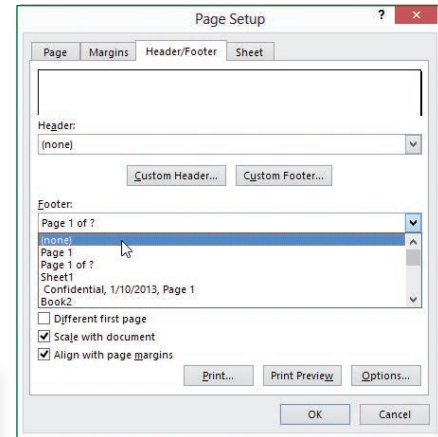 Page Setup ? ×
Page Margins Header/Footer Sheet
Header:
(none)
Custom Header... Custom Footer...
Footer:
Page 1 of ?
(none)
Page 1
Page 1 of ?
Sheet1
Confidential, 1/10/2013, Page 1
Book2
Different first page
Scale with document
Align with page margins
Print... Print Preview Options...
OK Cancel